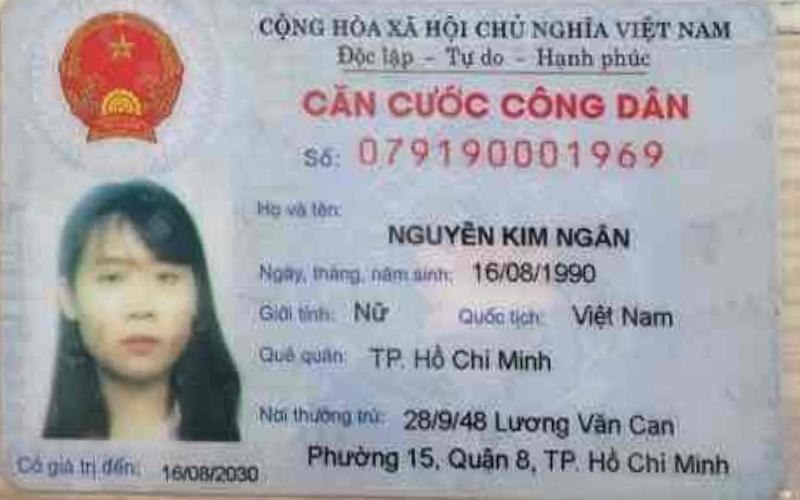 CỘNG HÒA XÃ HỘI CHỦ NGHĨA VIỆT NAM
Độc lập - Tự do - Hạnh phúc
CĂN CƯỚC CÔNG DÂN
Số: 079190001969
Họ và tên:
NGUYỄN KIM NGÂN
Ngày, tháng, năm sinh: 16/08/1990
Giới tính: Nữ Quốc tịch: Việt Nam
Quê quán: TP. Hồ Chí Minh
Nơi thường trú: 28/9/48 Lương Văn Can
Phường 15, Quận 8, TP. Hồ Chí Minh
Có giá trị đến: 16/08/2030